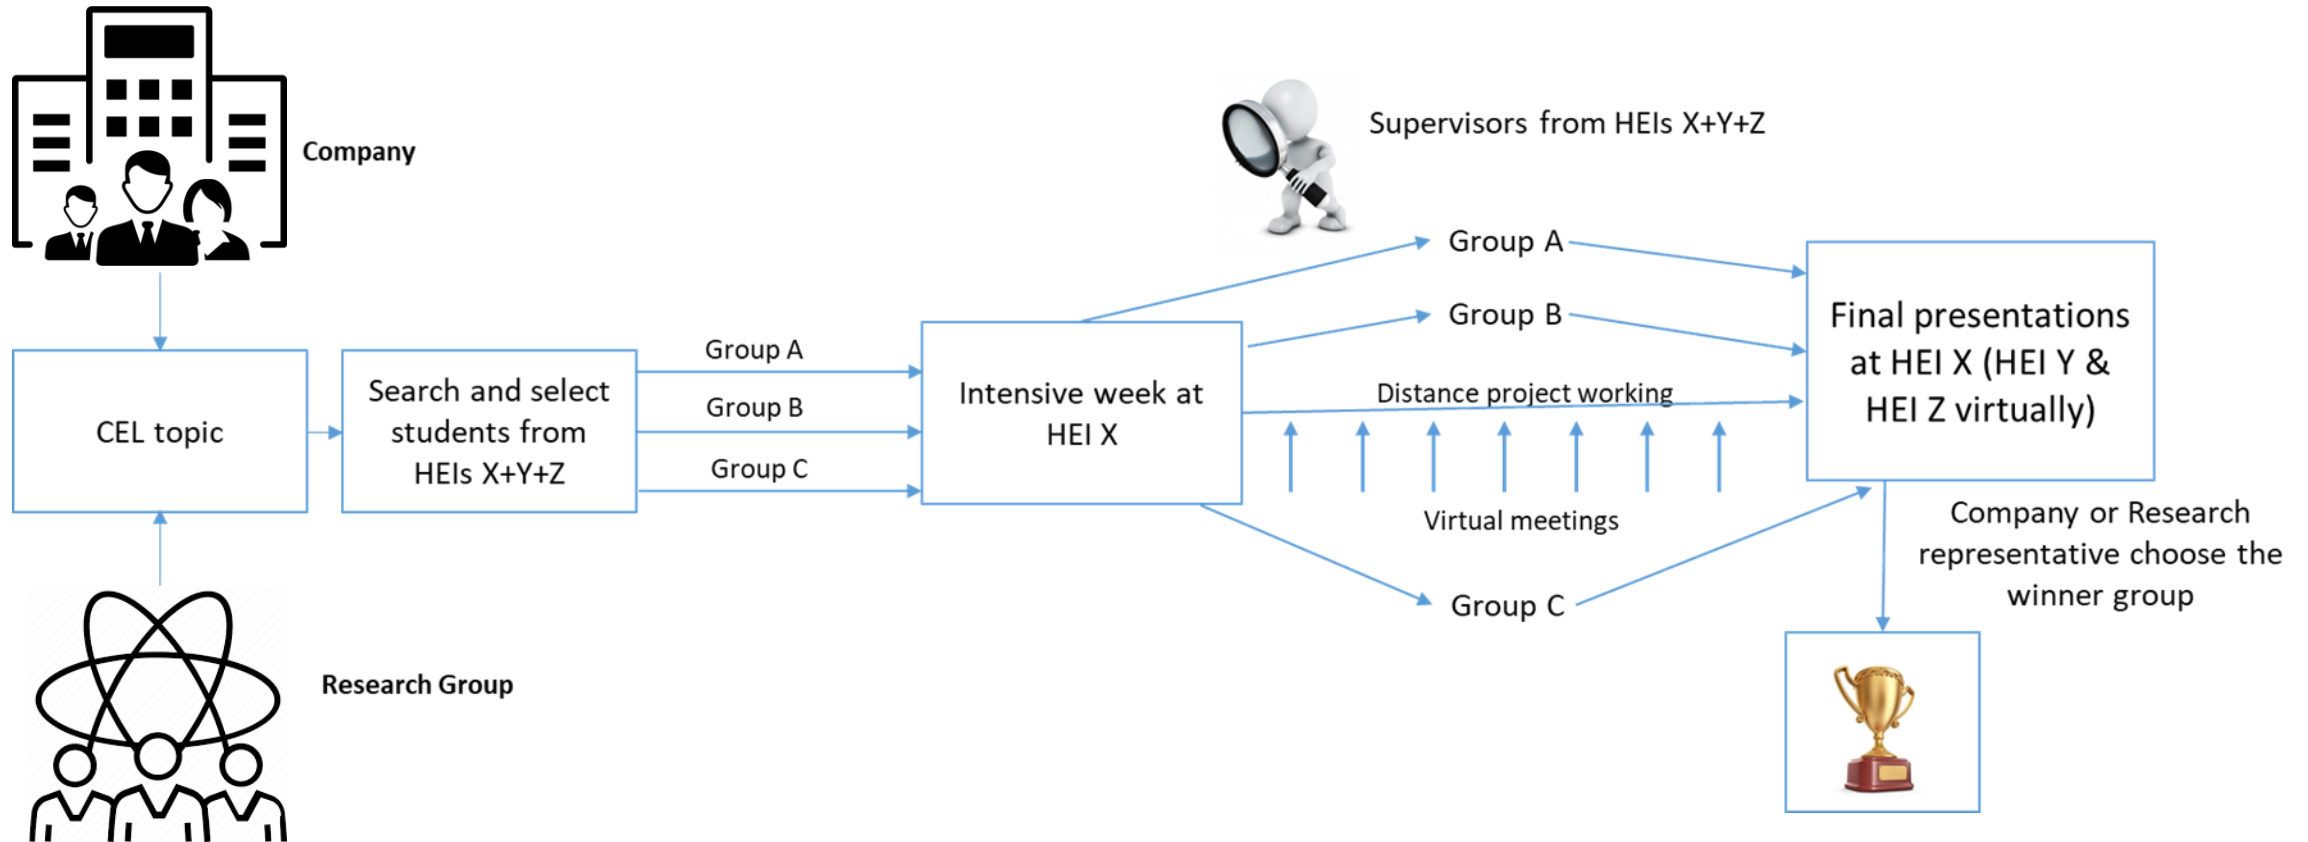 Company
Supervisors from HEIs X+Y+Z
CEL topic
Search and select
students from
HEIs X+Y+Z
Group A
Group B
Group C
Intensive week at
HEI X
Group A
Group B
Distance project working
Virtual meetings
Group C
Final presentations
at HEI X (HEI Y &
HEI Z virtually)
Company or Research
representative choose the
winner group
Research Group